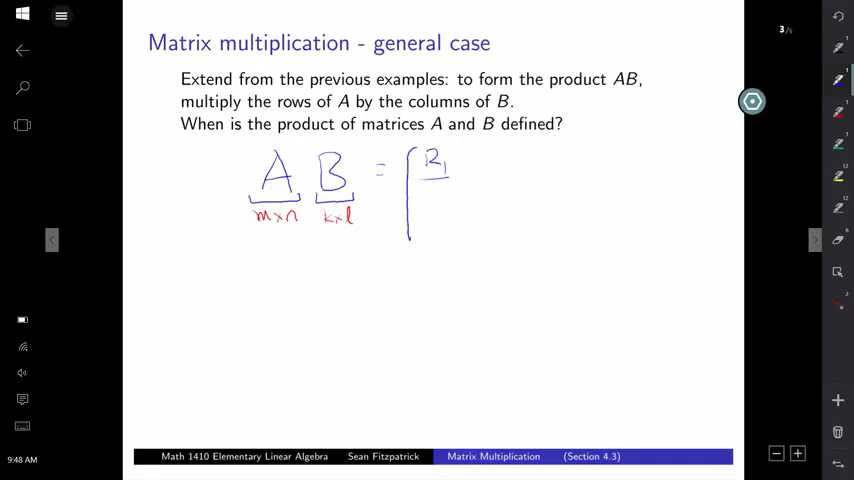 3/5
Matrix multiplication - general case
Extend from the previous examples: to form the product AB,
multiply the rows of A by the columns of B.
When is the product of matrices A and B defined?
A B = [ R₁
m×n k×l
9:48 AM
Math 1410 Elementary Linear Algebra Sean Fitzpatrick Matrix Multiplication (Section 4.3)